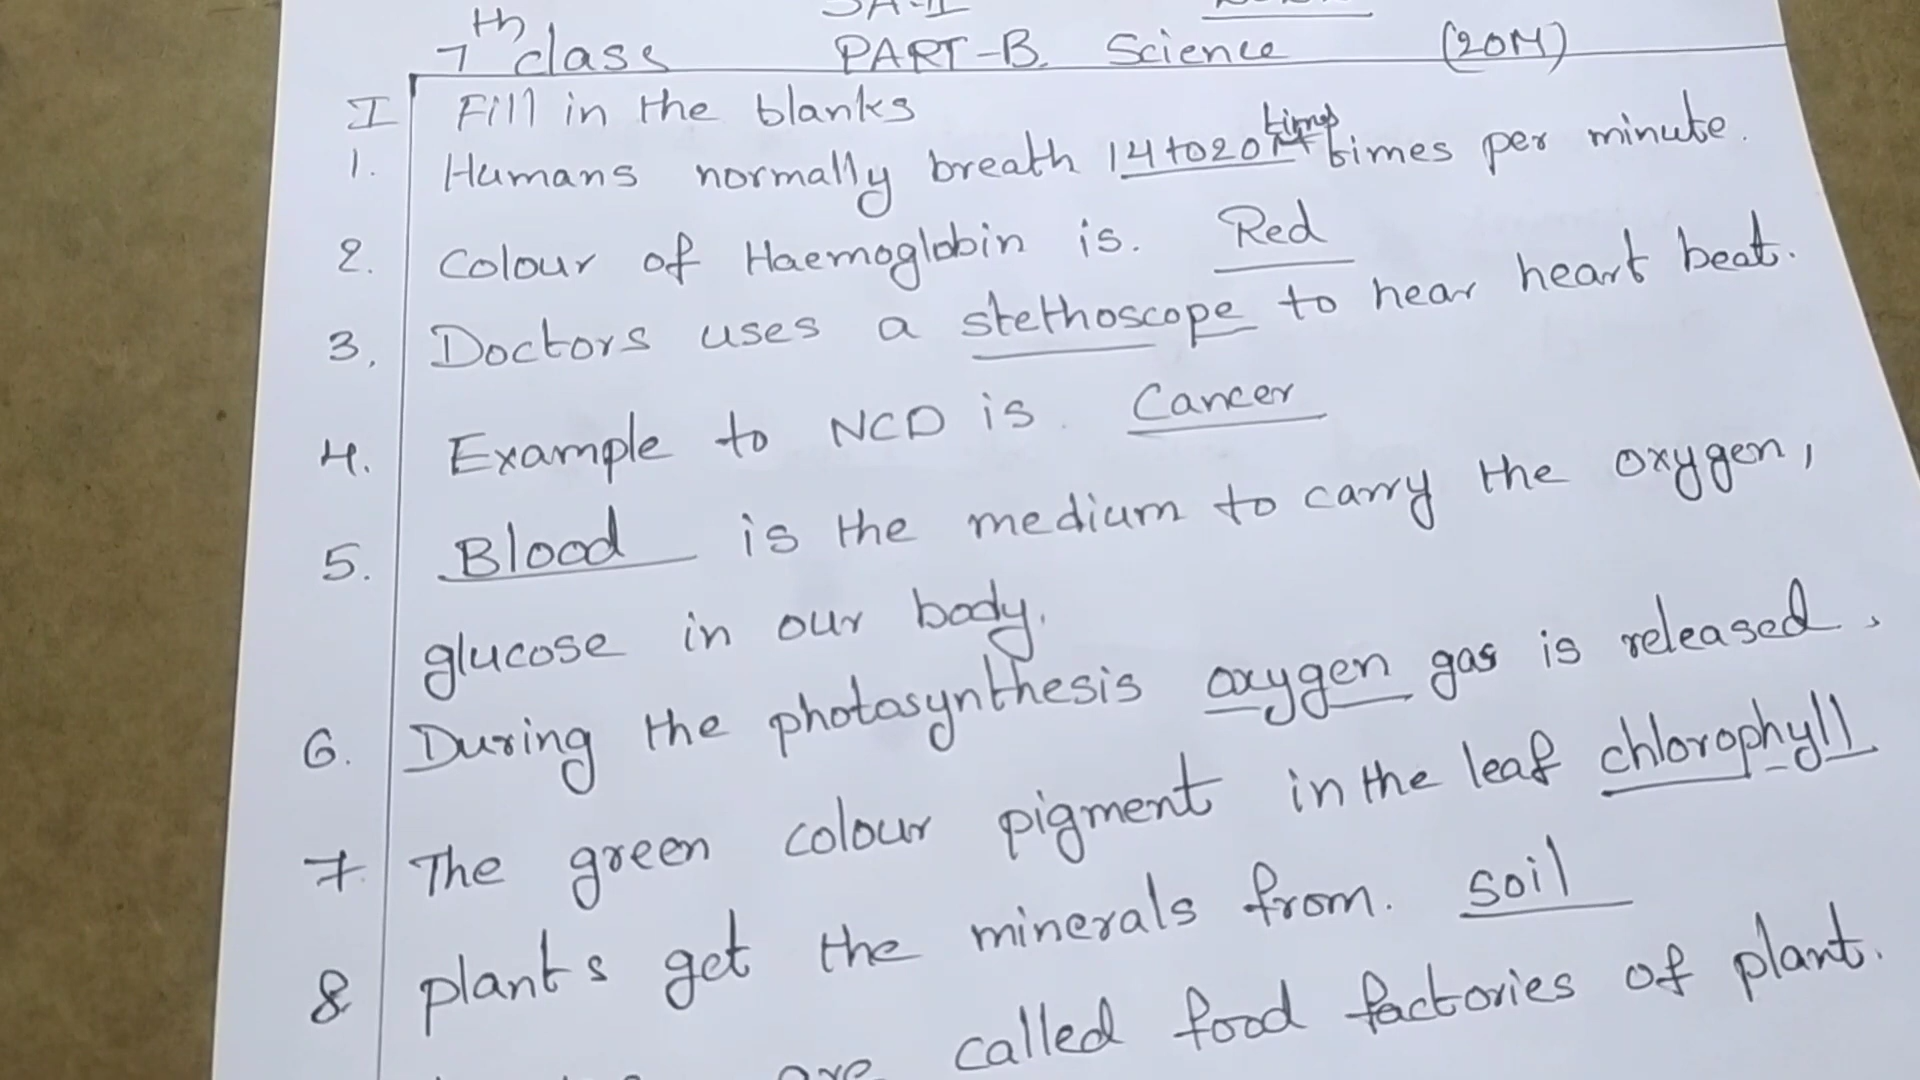 SA-II
7th class PART-B. Science (20M)
I Fill in the blanks
1. Humans normally breath 14 to 20 times times per minute.
2. Colour of Haemoglobin is. Red
3. Doctors uses a stethoscope to hear heart beat.
4. Example to NCD is. Cancer
5. Blood is the medium to carry the oxygen,
glucose in our body.
6. During the photosynthesis oxygen gas is released.
7. The green colour pigment in the leaf chlorophyll
8 plants get the minerals from. soil
are called food factories of plant.